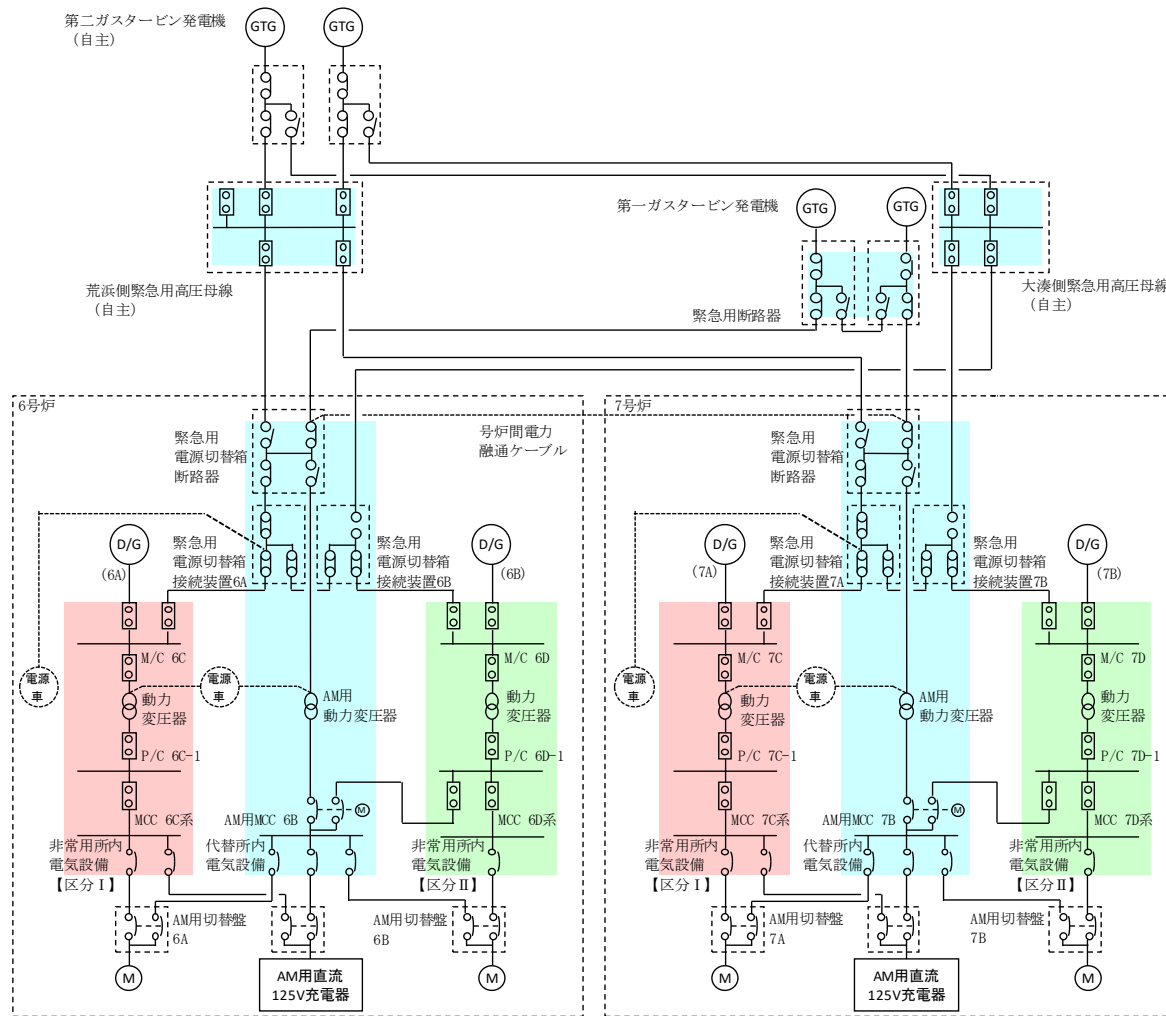 第二ガスタービン発電機
（自主）
GTG
GTG
第一ガスタービン発電機
GTG
GTG
荒浜側緊急用高圧母線
（自主）
緊急用断路器
大湊側緊急用高圧母線
（自主）
6号炉
緊急用
電源切替箱
断路器
号炉間電力
融通ケーブル
D/G
(6A)
緊急用
電源切替箱
接続装置6A
緊急用
電源切替箱
接続装置6B
D/G
(6B)
M/C 6C
M/C 6D
電源
車
動力
変圧器
電源
車
AM用
動力変圧器
動力
変圧器
P/C 6C-1
P/C 6D-1
M
MCC 6C系
AM用MCC 6B
MCC 6D系
非常用所内
電気設備
【区分Ⅰ】
代替所内
電気設備
非常用所内
電気設備
【区分Ⅱ】
AM用切替盤
6A
AM用切替盤
6B
M
AM用直流
125V充電器
M
7号炉
緊急用
電源切替箱
断路器
D/G
(7A)
緊急用
電源切替箱
接続装置7A
緊急用
電源切替箱
接続装置7B
D/G
(7B)
M/C 7C
M/C 7D
電源
車
動力
変圧器
電源
車
AM用
動力変圧器
動力
変圧器
P/C 7C-1
P/C 7D-1
M
MCC 7C系
AM用MCC 7B
MCC 7D系
非常用所内
電気設備
【区分Ⅰ】
代替所内
電気設備
非常用所内
電気設備
【区分Ⅱ】
AM用切替盤
7A
AM用切替盤
7B
M
AM用直流
125V充電器
M